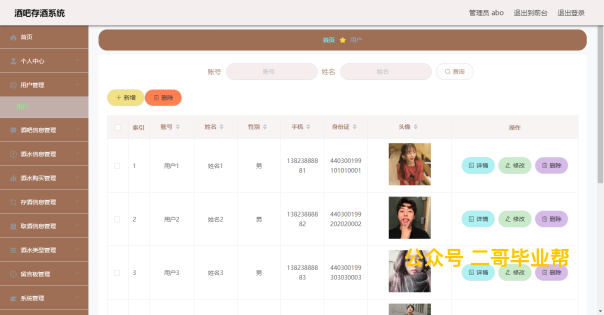 酒吧存酒系统
管理员 abo 退出到前台 退出登录
首页
个人中心
用户管理
用户
酒吧信息管理
酒水信息管理
酒水购买管理
存酒信息管理
取酒信息管理
酒水类型管理
留言板管理
系统管理
首页 用户
账号 账号 姓名 姓名 查询
+ 新增 删除
索引 账号 姓名 性别 手机 身份证 头像 操作
1 用户1 姓名1 男 13823888881 440300199101010001 详情 修改 删除
2 用户2 姓名2 男 13823888882 440300199202020002 详情 修改 删除
3 用户3 姓名3 男 13823888883 440300199303030003 详情 修改 删除
公众号 二哥毕业帮